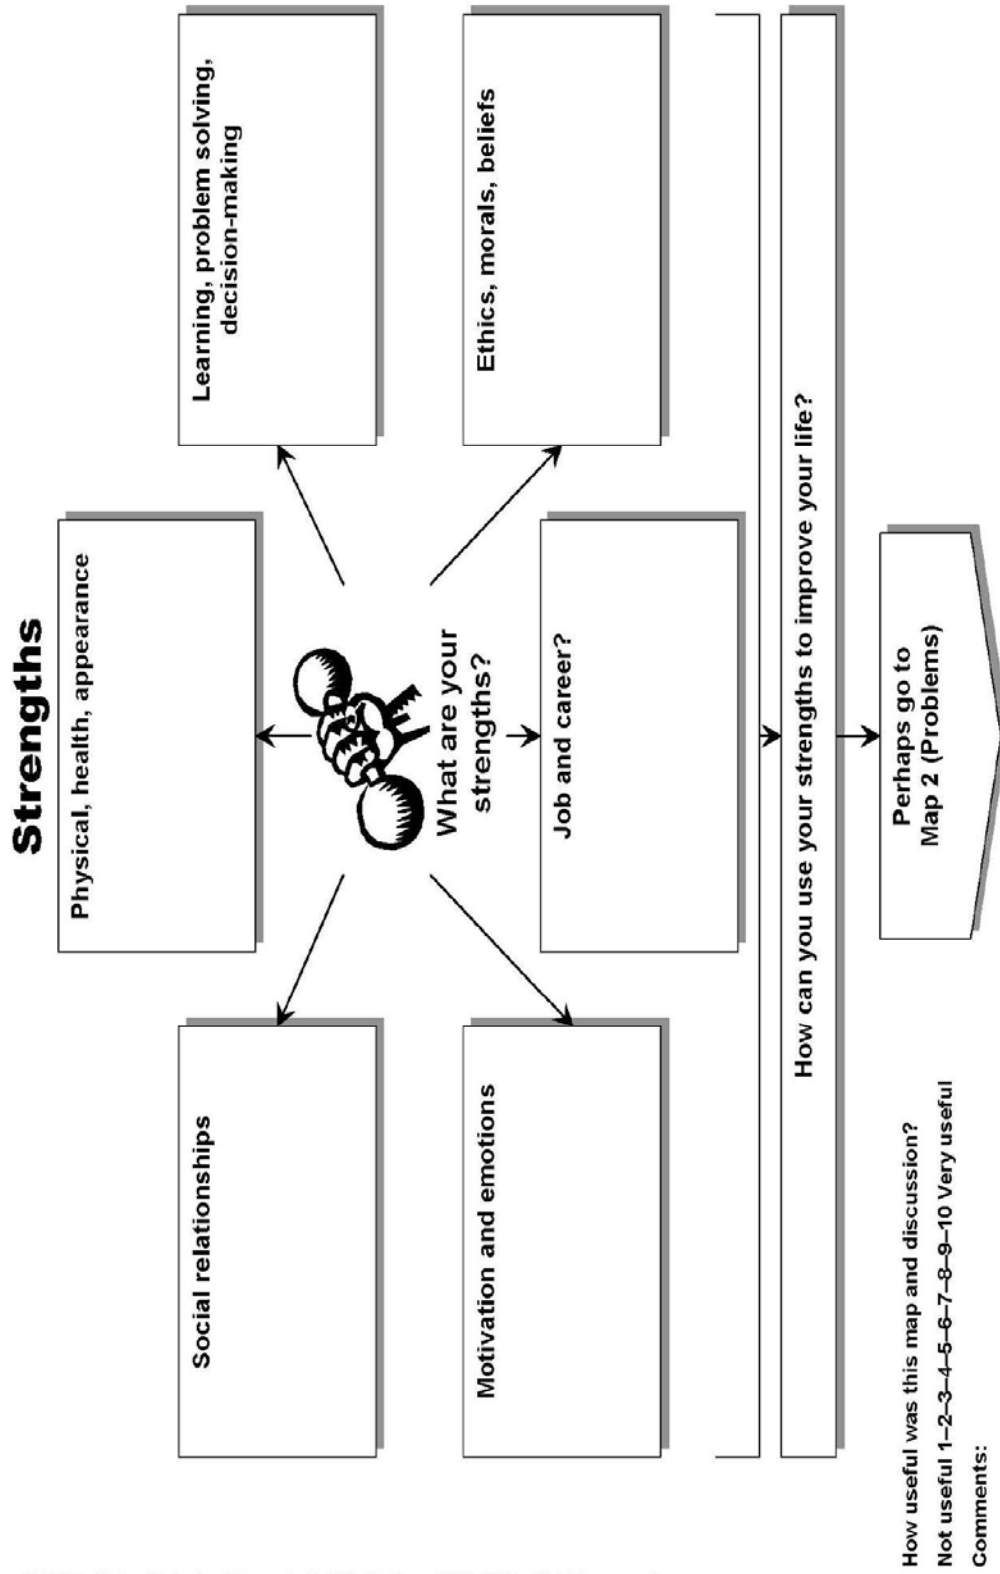 Strengths
Physical, health, appearance
Social relationships
Learning, problem solving,
decision-making
What are your
strengths?
Motivation and emotions
Job and career?
Ethics, morals, beliefs
How can you use your strengths to improve your life?
Perhaps go to
Map 2 (Problems)
How useful was this map and discussion?
Not useful 1–2–3–4–5–6–7–8–9–10 Very useful
Comments: